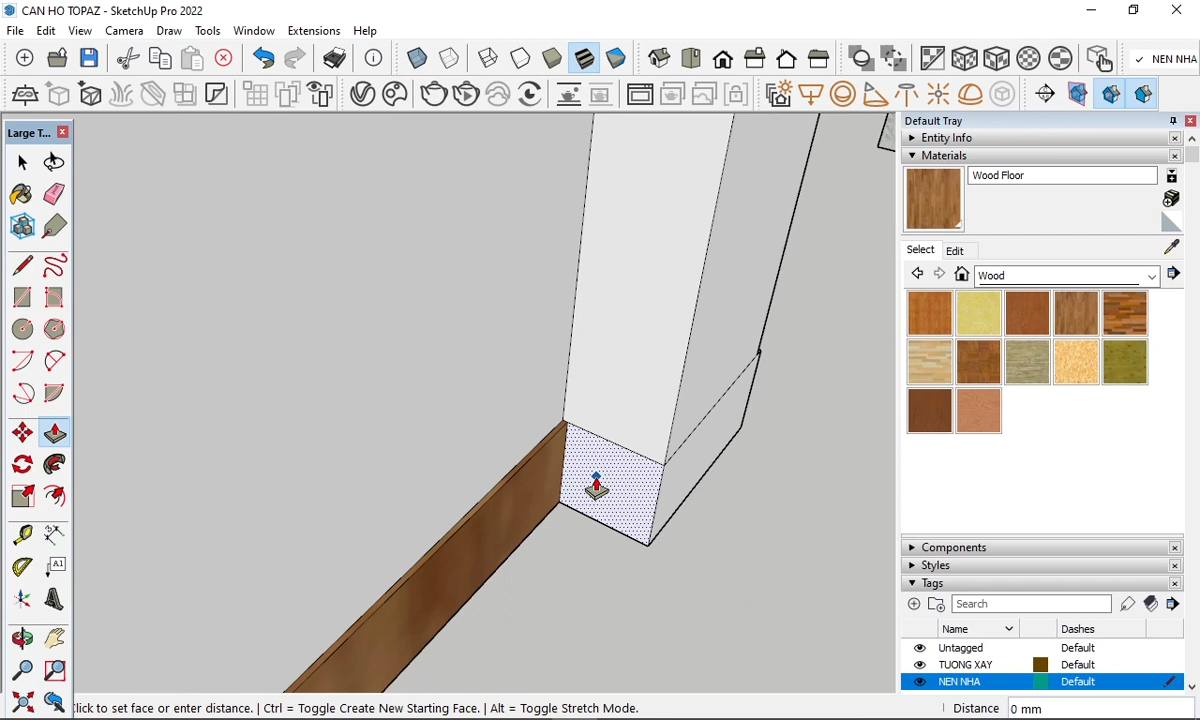 CAN HO TOPAZ - SketchUp Pro 2022
File Edit View Camera Draw Tools Window Extensions Help
NEN NHA
Large T...
Default Tray
Entity Info
Materials
Wood Floor
Select Edit
Wood
A1
Components
Styles
Tags
Search
Name Dashes
Untagged Default
TUONG XAY Default
NEN NHA Default
lick to set face or enter distance. | Ctrl = Toggle Create New Starting Face. | Alt = Toggle Stretch Mode.
Distance 0 mm